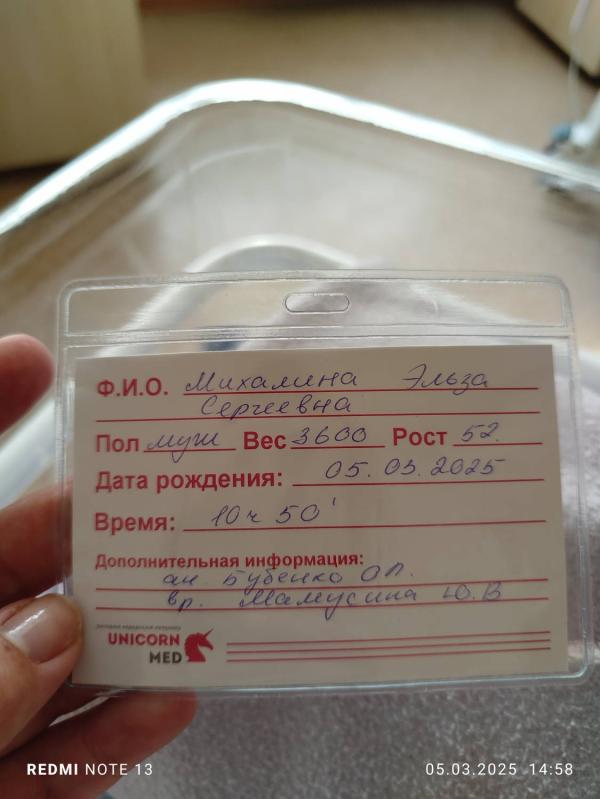 Ф.И.О. Михалина Эльза
Сергеевна
Пол муж Вес 3600 Рост 52.
Дата рождения: 05.03.2025
Время: 10ч 50'
Дополнительная информация:
ак. Бубенко О.П.
вр. Мамусина Ю.В
UNICORN
MED
REDMI NOTE 13
05.03.2025 14:58